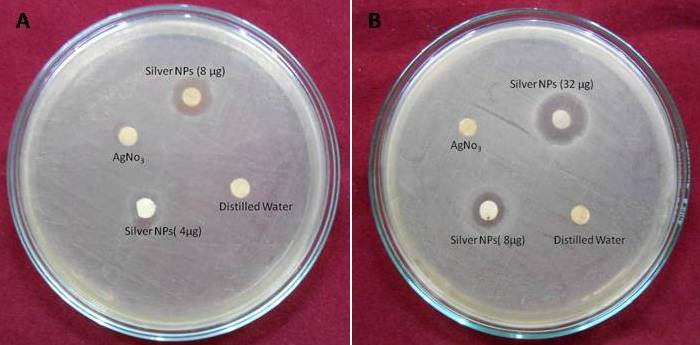 A
Silver NPs (8 µg)
AgNo₃
Distilled Water
Silver NPs( 4µg)
B
Silver NPs (32 µg)
AgNo₃
Silver NPs( 8µg)
Distilled Water